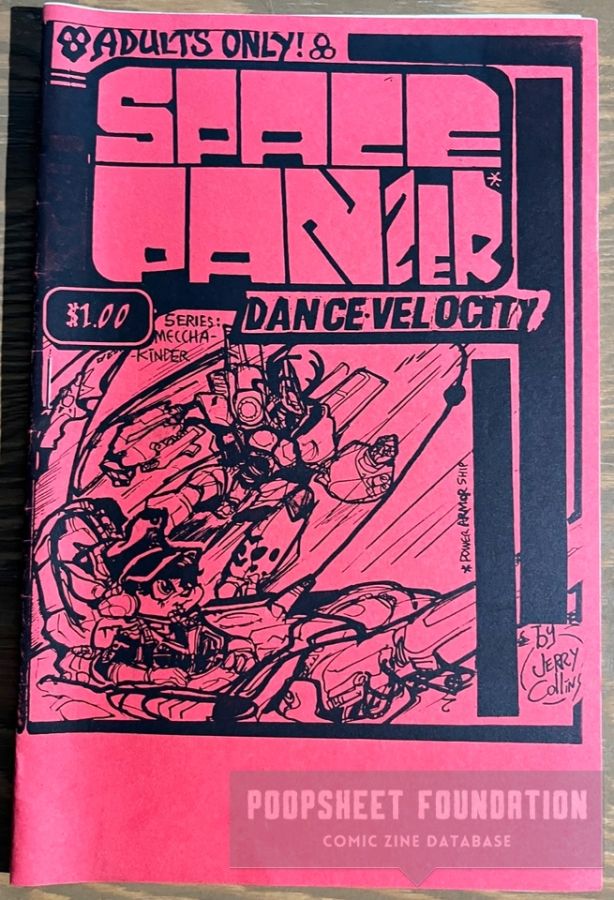 ADULTS ONLY!
SPACE
PANZER*
$1.00
DANCE·VELOCITY
SERIES:
MECCHA-
-KINDER
*POWER ARMOR SHIP
by
JERRY
Collins
POOPSHEET FOUNDATION
COMIC ZINE DATABASE